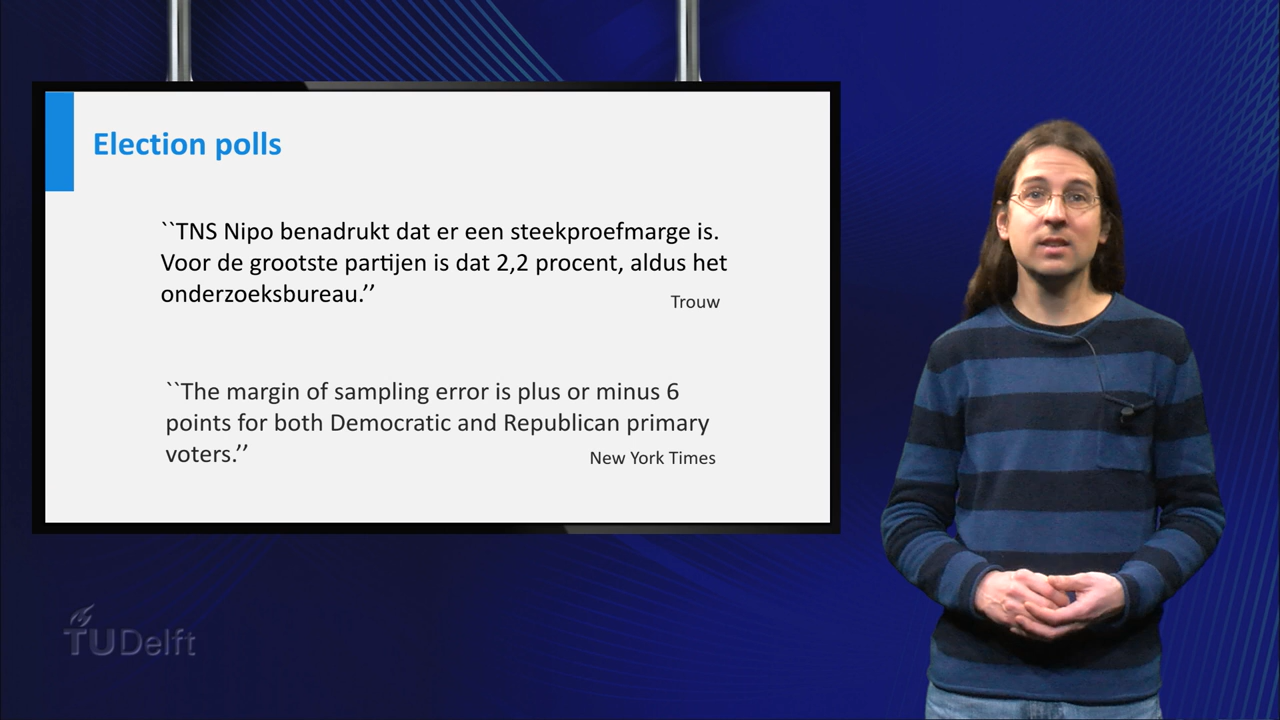 Election polls
``TNS Nipo benadrukt dat er een steekproefmarge is.
Voor de grootste partijen is dat 2,2 procent, aldus het
onderzoeksbureau.’’
Trouw
``The margin of sampling error is plus or minus 6
points for both Democratic and Republican primary
voters.’’
New York Times
TUDelft